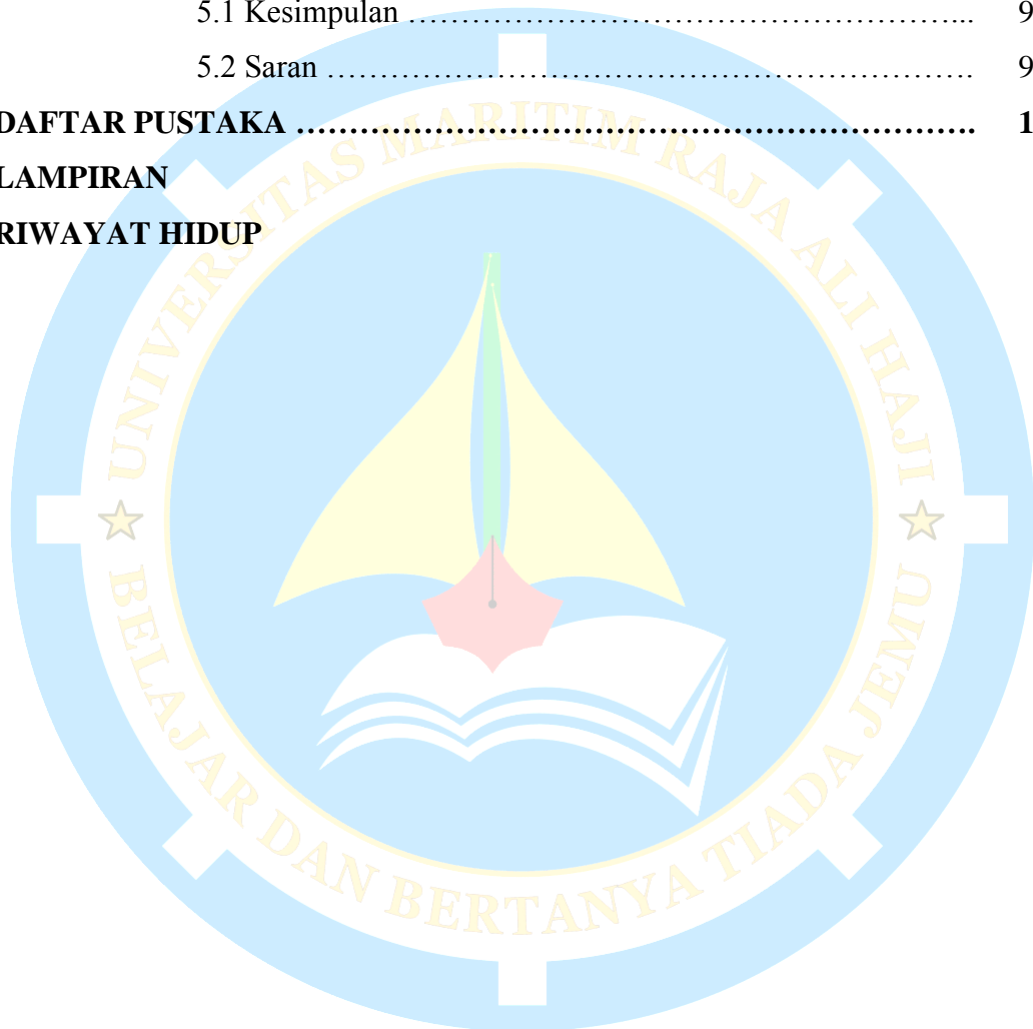 5.1 Kesimpulan ………………………………………………………... 9
5.2 Saran ……………………………………………………………. 9
DAFTAR PUSTAKA ………………………………………………………………. 1
LAMPIRAN
RIWAYAT HIDUP
UNIVERSITAS MARITIM RAJA ALI HAJI
BELAJAR DAN BERTANYA TIADA JEMU